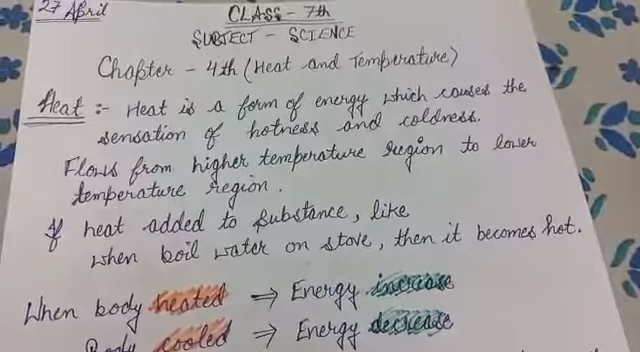 27 April
CLASS - 7th
SUBJECT - SCIENCE
Chapter - 4th (Heat and Temperature)
Heat :- Heat is a form of energy which causes the
sensation of hotness and coldness.
Flows from higher temperature region to lower
temperature region.
If heat added to substance, like
when boil water on stove, then it becomes hot.
When body heated ⇒ Energy increase
Body cooled ⇒ Energy decrease